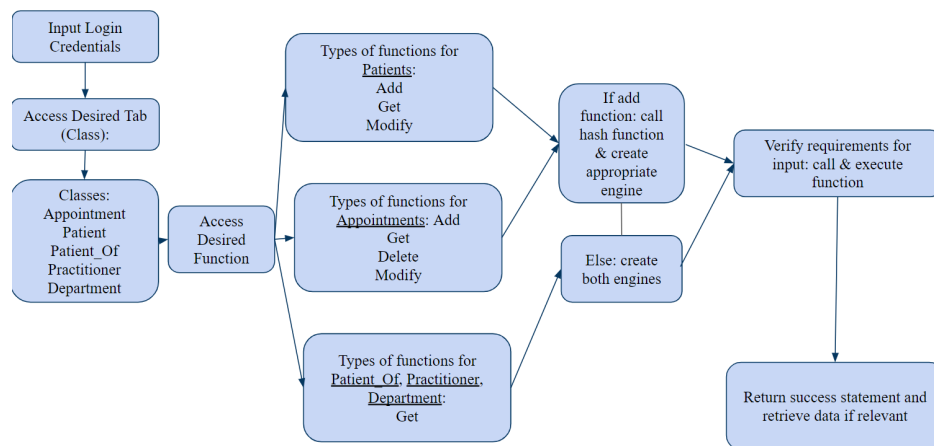 Input Login
Credentials
Access Desired Tab
(Class):
Classes:
Appointment
Patient
Patient_Of
Practitioner
Department
Access
Desired
Function
Types of functions for
Patients:
Add
Get
Modify
Types of functions for
Appointments: Add
Get
Delete
Modify
Types of functions for
Patient_Of, Practitioner,
Department:
Get
If add
function: call
hash function
& create
appropriate
engine
Else: create
both engines
Verify requirements for
input: call & execute
function
Return success statement and
retrieve data if relevant